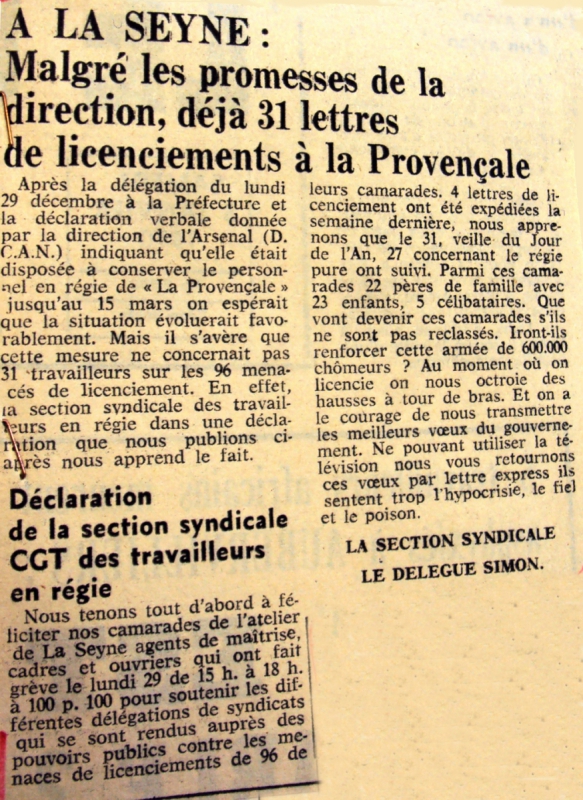 A LA SEYNE :
Malgré les promesses de la
direction, déjà 31 lettres
de licenciements à la Provençale
Après la délégation du lundi
29 décembre à la Préfecture et
la déclaration verbale donnée
par la direction de l'Arsenal (D.
C.A.N.) indiquant qu'elle était
disposée à conserver le person-
nel en régie de « La Provençale »
jusqu'au 15 mars on espérait
que la situation évoluerait favo-
rablement. Mais il s'avère que
cette mesure ne concernait pas
31 travailleurs sur les 96 mena-
cés de licenciement. En effet,
la section syndicale des travail-
leurs en régie dans une décla-
ration que nous publions ci-
après nous apprend le fait.
Déclaration
de la section syndicale
CGT des travailleurs
en régie
Nous tenons tout d'abord à fé-
liciter nos camarades de l'atelier
de La Seyne agents de maîtrise,
cadres et ouvriers qui ont fait
grève le lundi 29 de 15 h. à 18 h.
à 100 p. 100 pour soutenir les dif-
férentes délégations de syndicats
qui se sont rendus auprès des
pouvoirs publics contre les me-
naces de licenciements de 96 de
leurs camarades. 4 lettres de li-
cenciement ont été expédiées la
semaine dernière, nous appre-
nons que le 31, veille du Jour
de l'An, 27 concernant le régie
pure ont suivi. Parmi ces cama-
rades 22 pères de famille avec
23 enfants, 5 célibataires. Que
vont devenir ces camarades s'ils
ne sont pas reclassés. Iront-ils
renforcer cette armée de 600.000
chômeurs ? Au moment où on
licencie on nous octroie des
hausses à tour de bras. Et on a
le courage de nous transmettre
les meilleurs vœux du gouverne-
ment. Ne pouvant utiliser la té-
lévision nous vous retournons
ces vœux par lettre express ils
sentent trop l'hypocrisie, le fiel
et le poison.
LA SECTION SYNDICALE
LE DELEGUE SIMON.